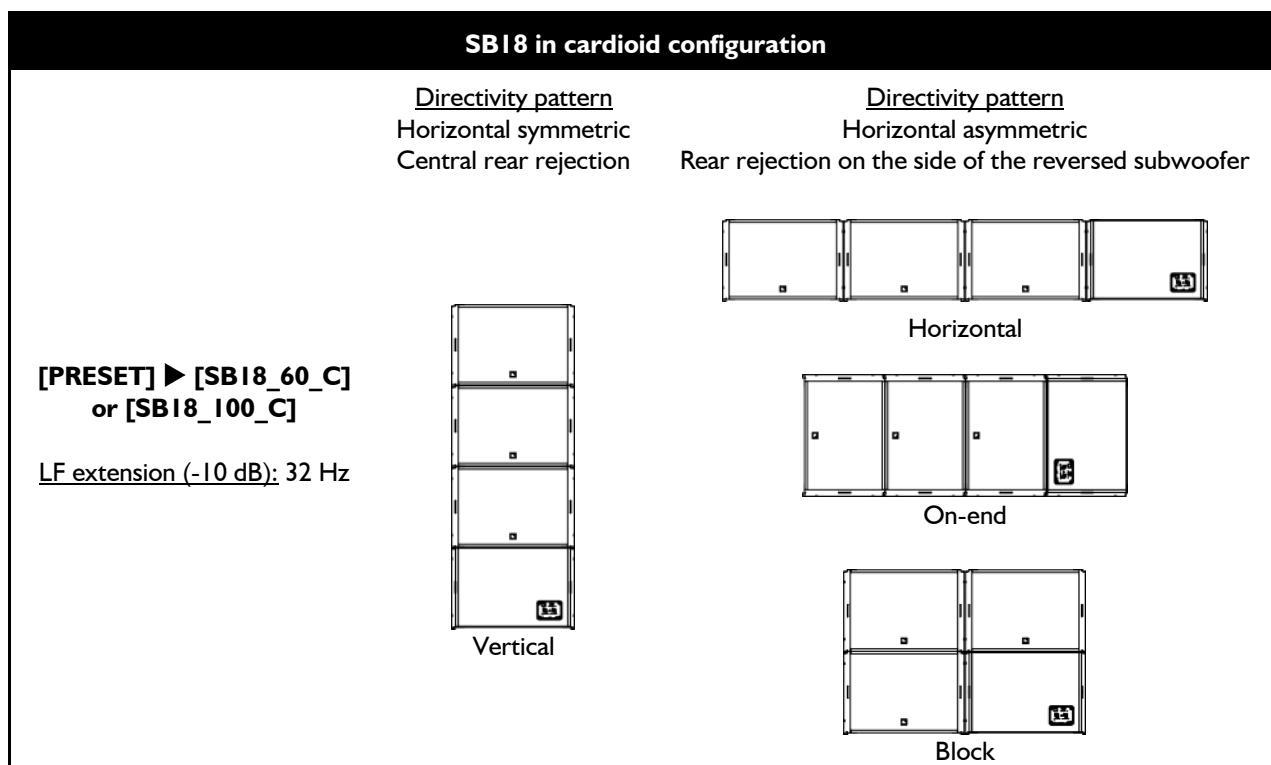 SB18 in cardioid configuration
Directivity pattern
Horizontal symmetric
Central rear rejection
Directivity pattern
Horizontal asymmetric
Rear rejection on the side of the reversed subwoofer
Horizontal
[PRESET] ▶ [SB18_60_C]
or [SB18_100_C]
LF extension (-10 dB): 32 Hz
On-end
Vertical
Block